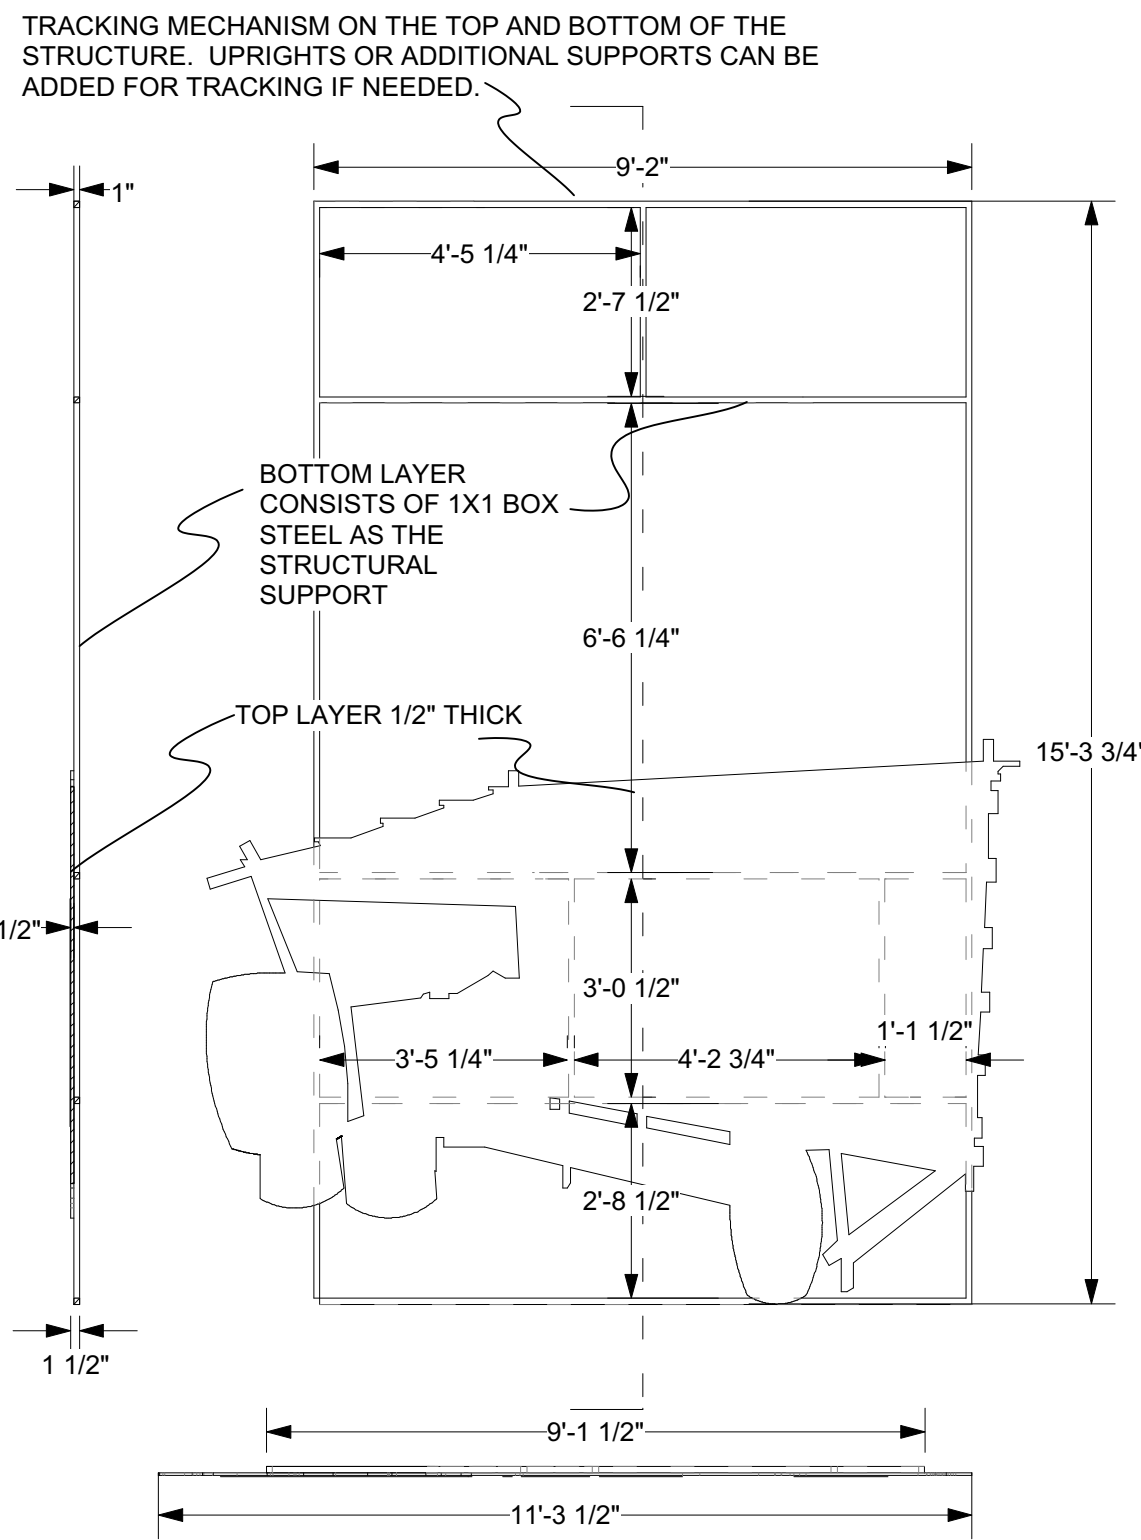 TRACKING MECHANISM ON THE TOP AND BOTTOM OF THE
STRUCTURE. UPRIGHTS OR ADDITIONAL SUPPORTS CAN BE
ADDED FOR TRACKING IF NEEDED.
9'-2"
1"
4'-5 1/4"
2'-7 1/2"
BOTTOM LAYER
CONSISTS OF 1X1 BOX
STEEL AS THE
STRUCTURAL
SUPPORT
6'-6 1/4"
TOP LAYER 1/2" THICK
15'-3 3/4"
1/2"
3'-0 1/2"
1'-1 1/2"
3'-5 1/4"
4'-2 3/4"
2'-8 1/2"
1 1/2"
9'-1 1/2"
11'-3 1/2"